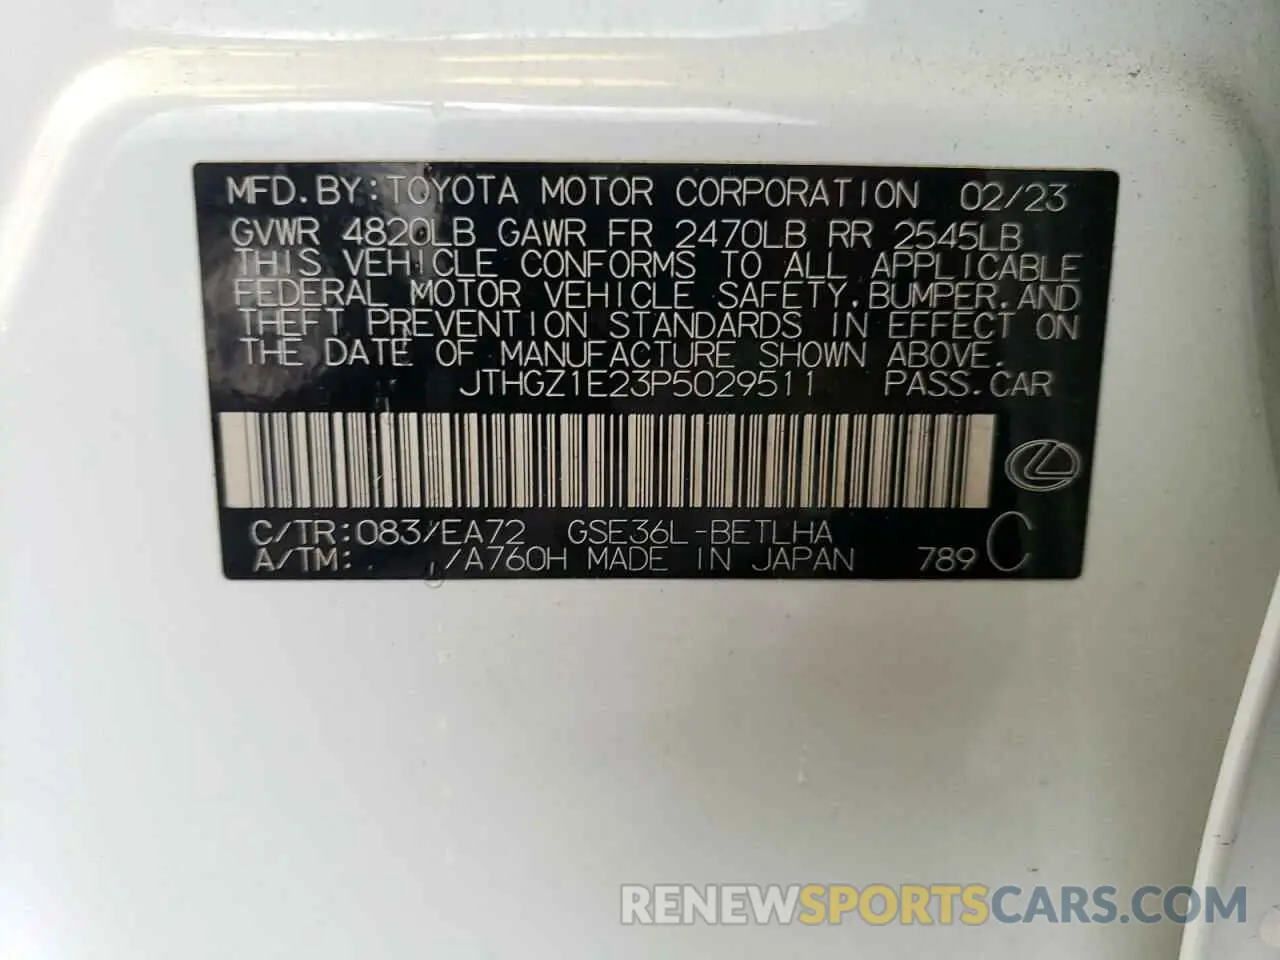 MFD.BY:TOYOTA MOTOR CORPORATION 02/23
GVWR 4820LB GAWR FR 2470LB RR 2545LB
THIS VEHICLE CONFORMS TO ALL APPLICABLE
FEDERAL MOTOR VEHICLE SAFETY,BUMPER,AND
THEFT PREVENTION STANDARDS IN EFFECT ON
THE DATE OF MANUFACTURE SHOWN ABOVE.
JTHGZ1E23P5029511 PASS.CAR
C/TR:083/EA72 GSE36L-BETLHA
A/TM: /A760H MADE IN JAPAN 789 C
RENEWSPORTSCARS.COM